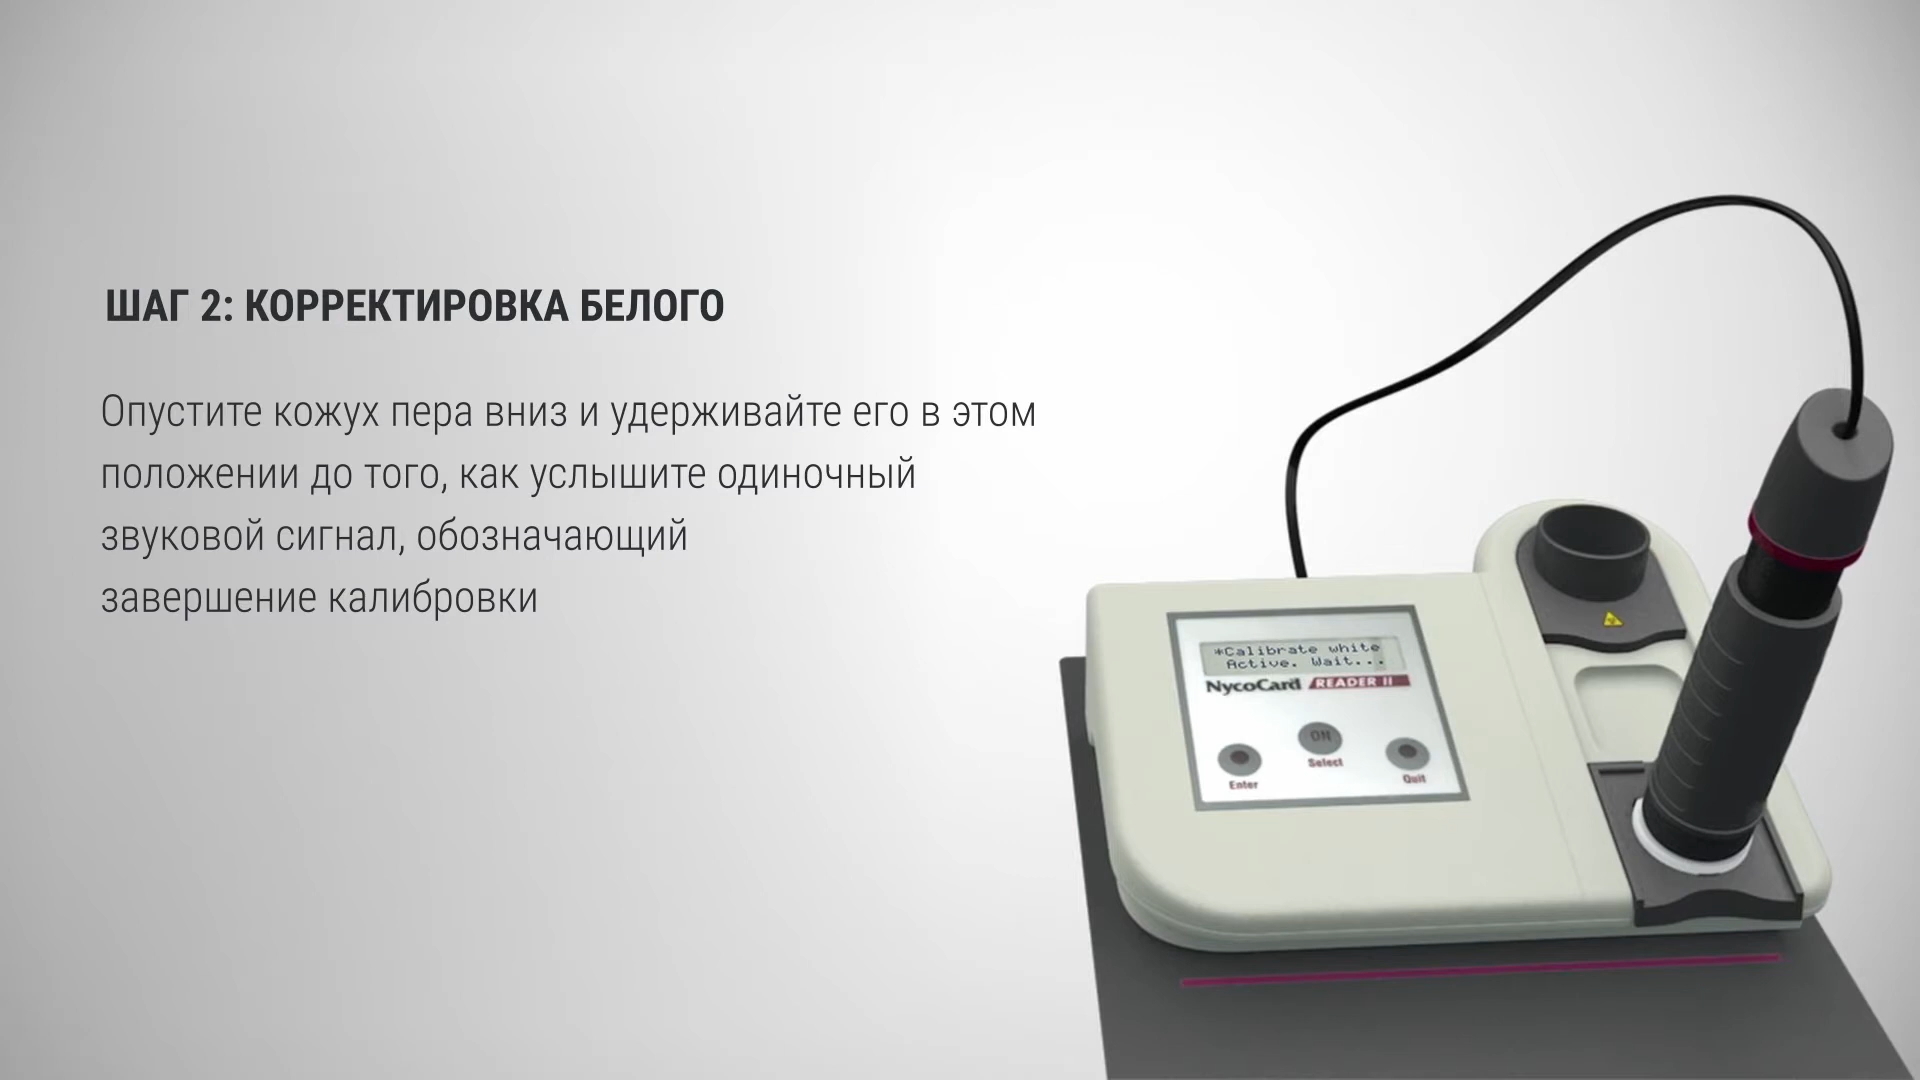 ШАГ 2: КОРРЕКТИРОВКА БЕЛОГО
Опустите кожух пера вниз и удерживайте его в этом
положении до того, как услышите одиночный
звуковой сигнал, обозначающий
завершение калибровки
*Calibrate white
Active. Wait...
NycoCard READER II
ON
Select
Enter
Quit